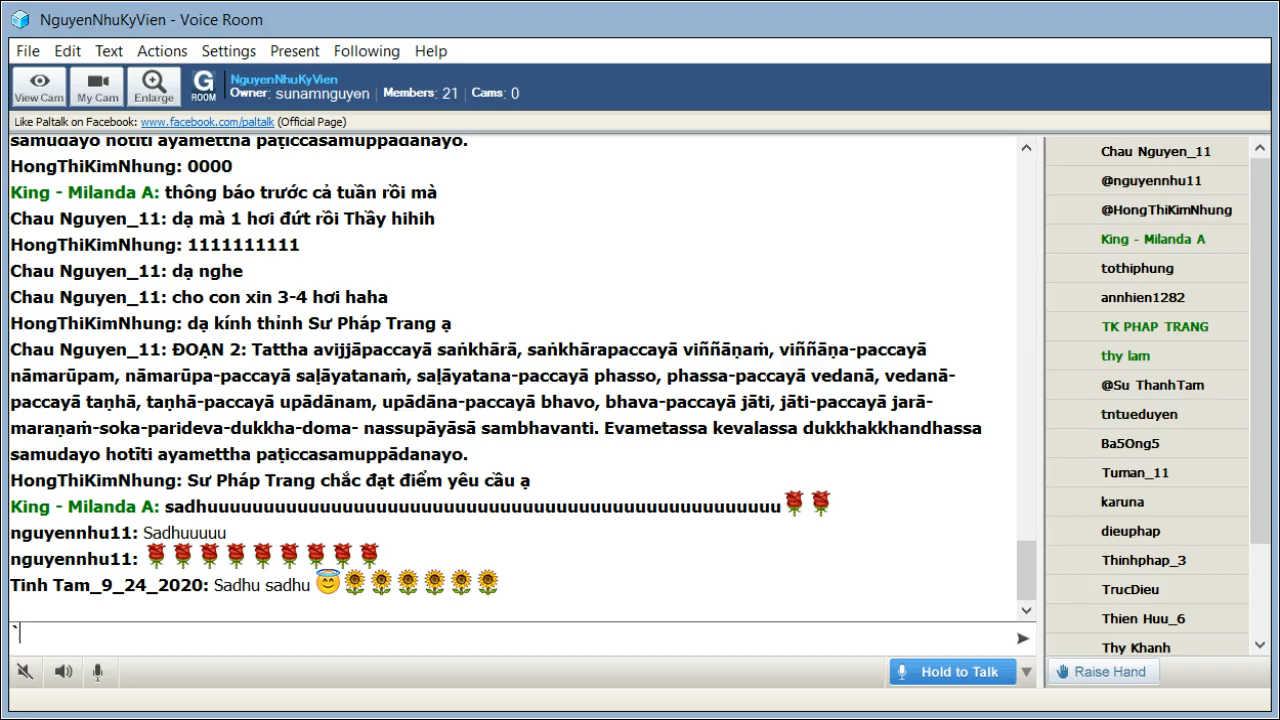 NguyenNhuKyVien - Voice Room
File Edit Text Actions Settings Present Following Help
View Cam My Cam Enlarge G ROOM
NguyenNhuKyVien
Owner: sunamnguyen | Members: 21 | Cams: 0
Like Paltalk on Facebook: www.facebook.com/paltalk (Official Page)
samudayo hotīti ayamettha paṭiccasamuppādanayo.
HongThiKimNhung: 0000
King - Milanda A: thông báo trước cả tuần rồi mà
Chau Nguyen_11: dạ mà 1 hơi đứt rồi Thầy hihih
HongThiKimNhung: 1111111111
Chau Nguyen_11: dạ nghe
Chau Nguyen_11: cho con xin 3-4 hơi haha
HongThiKimNhung: dạ kính thỉnh Sư Pháp Trang ạ
Chau Nguyen_11: ĐOẠN 2: Tattha avijjāpaccayā saṅkhārā, saṅkhārapaccayā viññāṇaṁ, viññāṇa-paccayā
nāmarūpam, nāmarūpa-paccayā saḷāyatanaṁ, saḷāyatana-paccayā phasso, phassa-paccayā vedanā, vedanā-
paccayā taṇhā, taṇhā-paccayā upādānam, upādāna-paccayā bhavo, bhava-paccayā jāti, jāti-paccayā jarā-
maraṇaṁ-soka-parideva-dukkha-doma- nassupāyāsā sambhavanti. Evametassa kevalassa dukkhakkhandhassa
samudayo hotīti ayamettha paṭiccasamuppādanayo.
HongThiKimNhung: Sư Pháp Trang chắc đạt điểm yêu cầu ạ
King - Milanda A: sadhuuuuuuuuuuuuuuuuuuuuuuuuuuuuuuuuuuuuuuuuuuuuuuuuuuuu
nguyennhu11: Sadhuuuuu
nguyennhu11:
Tinh Tam_9_24_2020: Sadhu sadhu
`
Hold to Talk
Chau Nguyen_11
@nguyennhu11
@HongThiKimNhung
King - Milanda A
tothiphung
annhien1282
TK PHAP TRANG
thy lam
@Su ThanhTam
tntueduyen
Ba5Ong5
Tuman_11
karuna
dieuphap
Thinhphap_3
TrucDieu
Thien Huu_6
Thy Khanh
Raise Hand